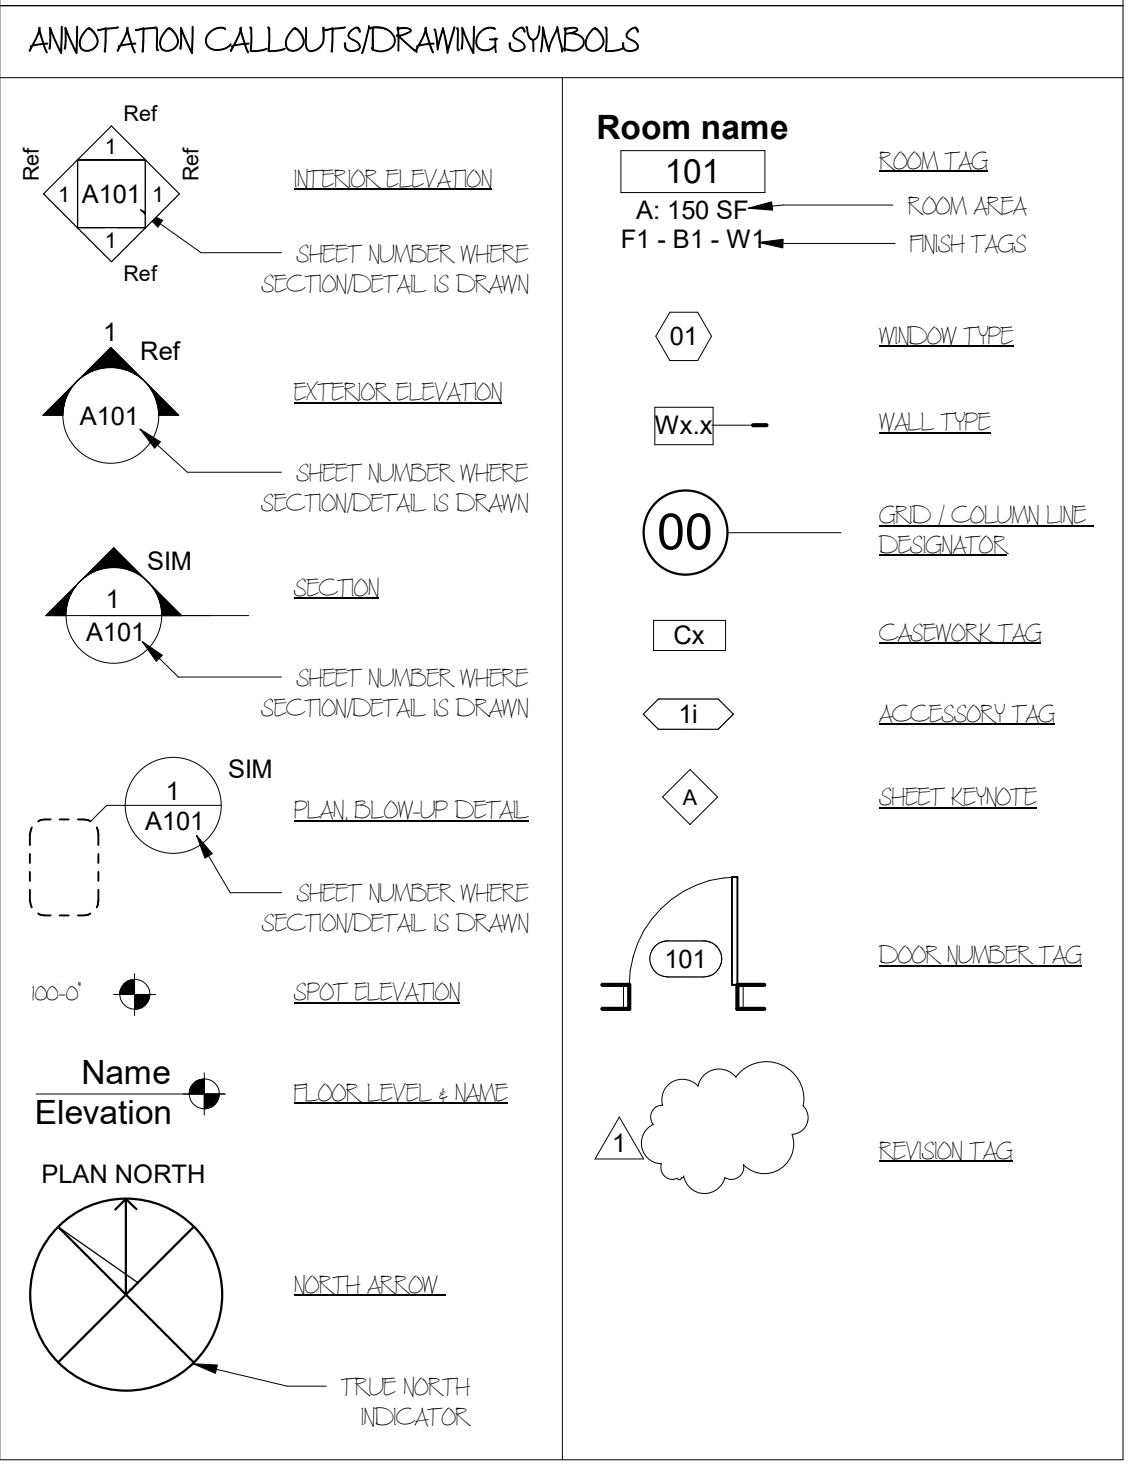 ANNOTATION CALLOUTS/DRAWING SYMBOLS
Ref
Ref
Ref
1
1
A101
1
1
Ref
INTERIOR ELEVATION
SHEET NUMBER WHERE
SECTION/DETAIL IS DRAWN
1
Ref
A101
EXTERIOR ELEVATION
SHEET NUMBER WHERE
SECTION/DETAIL IS DRAWN
SIM
1
A101
SECTION
SHEET NUMBER WHERE
SECTION/DETAIL IS DRAWN
SIM
1
A101
PLAN, BLOW-UP DETAIL
SHEET NUMBER WHERE
SECTION/DETAIL IS DRAWN
100-0"
SPOT ELEVATION
Name
Elevation
FLOOR LEVEL & NAME
PLAN NORTH
NORTH ARROW
TRUE NORTH
INDICATOR
Room name
101
A: 150 SF
F1 - B1 - W1
ROOM TAG
ROOM AREA
FINISH TAGS
01
WINDOW TYPE
Wx.x
WALL TYPE
00
GRID / COLUMN LINE
DESIGNATOR
Cx
CASEWORK TAG
1i
ACCESSORY TAG
A
SHEET KEYNOTE
101
DOOR NUMBER TAG
1
REVISION TAG